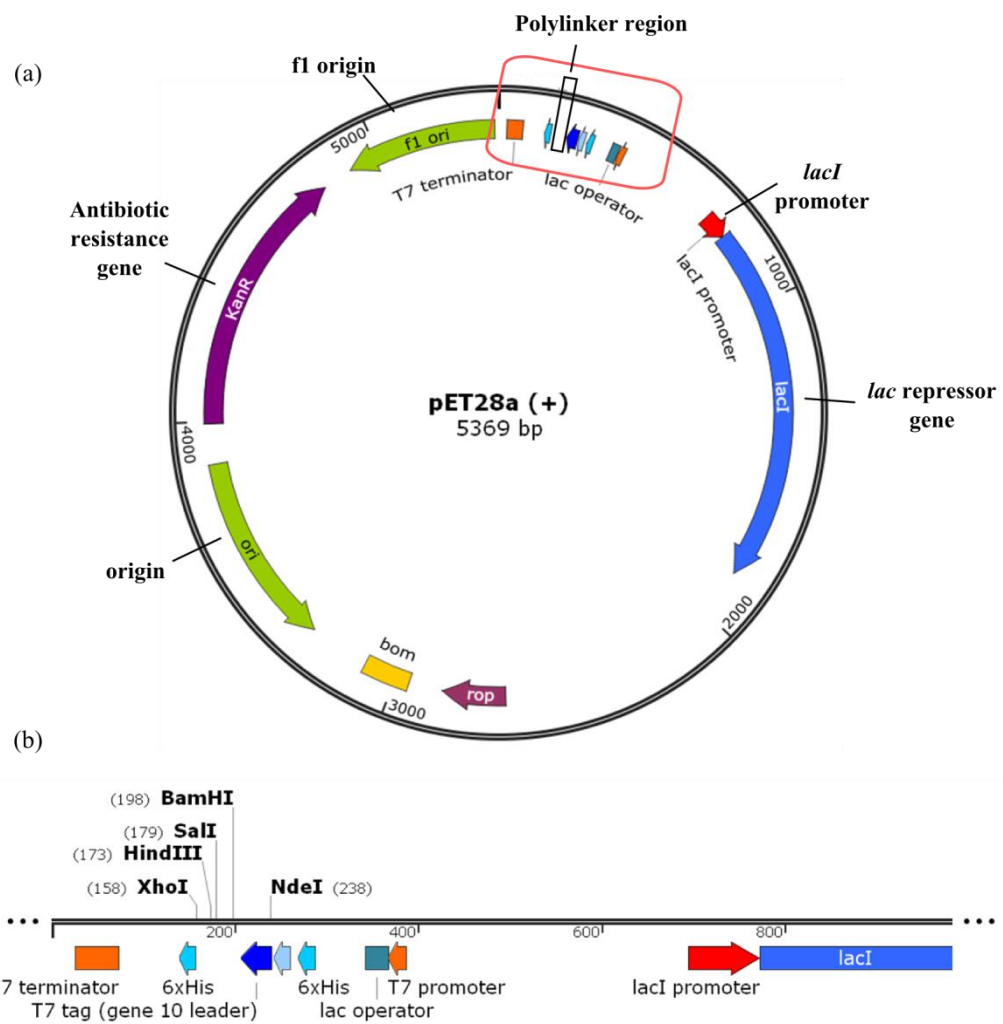 Polylinker region
(a)
f1 origin
5000
f1 ori
T7 terminator
lac operator
lacI
promoter
lacI promoter
Antibiotic
resistance
gene
KanR
1000
lacI
lac repressor
gene
pET28a (+)
5369 bp
4000
ori
origin
2000
bom
3000
rop
(b)
(198) BamHI
(179) SalI
(173) HindIII
(158) XhoI NdeI (238)
... ...
200 400 600 800
lacI
7 terminator 6xHis 6xHis T7 promoter lacI promoter
T7 tag (gene 10 leader) lac operator